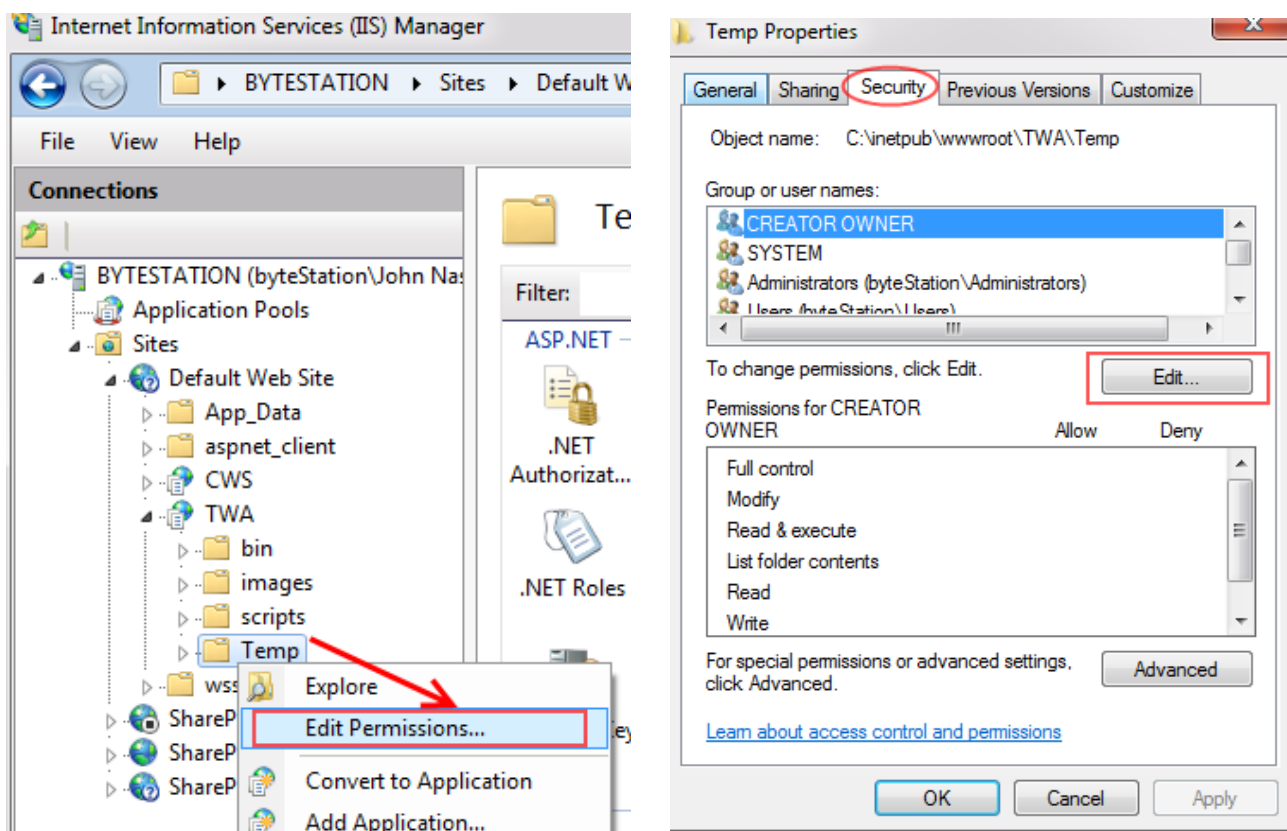 Internet Information Services (IIS) Manager
BYTESTATION Sites Default W
File View Help
Connections
BYTESTATION (byteStation\John Na
Application Pools
Sites
Default Web Site
App_Data
aspnet_client
CWS
TWA
bin
images
scripts
Temp
wss
ShareP
ShareP
ShareP
Explore
Edit Permissions...
Convert to Application
Add Application...
Te
Filter:
ASP.NET
.NET
Authorizat...
.NET Roles
ey
Temp Properties
General Sharing Security Previous Versions Customize
Object name: C:\inetpub\wwwroot\TWA\Temp
Group or user names:
CREATOR OWNER
SYSTEM
Administrators (byteStation\Administrators)
Users (byteStation\Users)
To change permissions, click Edit.
Edit...
Permissions for CREATOR
OWNER
Allow Deny
Full control
Modify
Read & execute
List folder contents
Read
Write
For special permissions or advanced settings,
click Advanced.
Advanced
Learn about access control and permissions
OK Cancel Apply